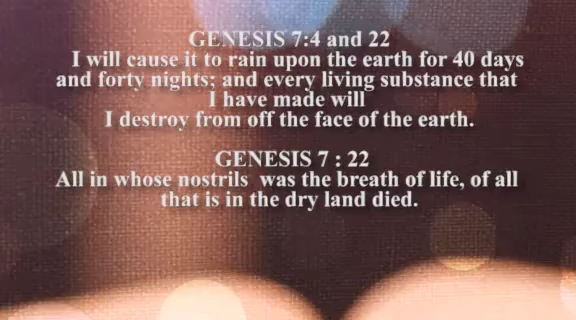 GENESIS 7:4 and 22
I will cause it to rain upon the earth for 40 days
and forty nights; and every living substance that
I have made will
I destroy from off the face of the earth.
GENESIS 7 : 22
All in whose nostrils was the breath of life, of all
that is in the dry land died.